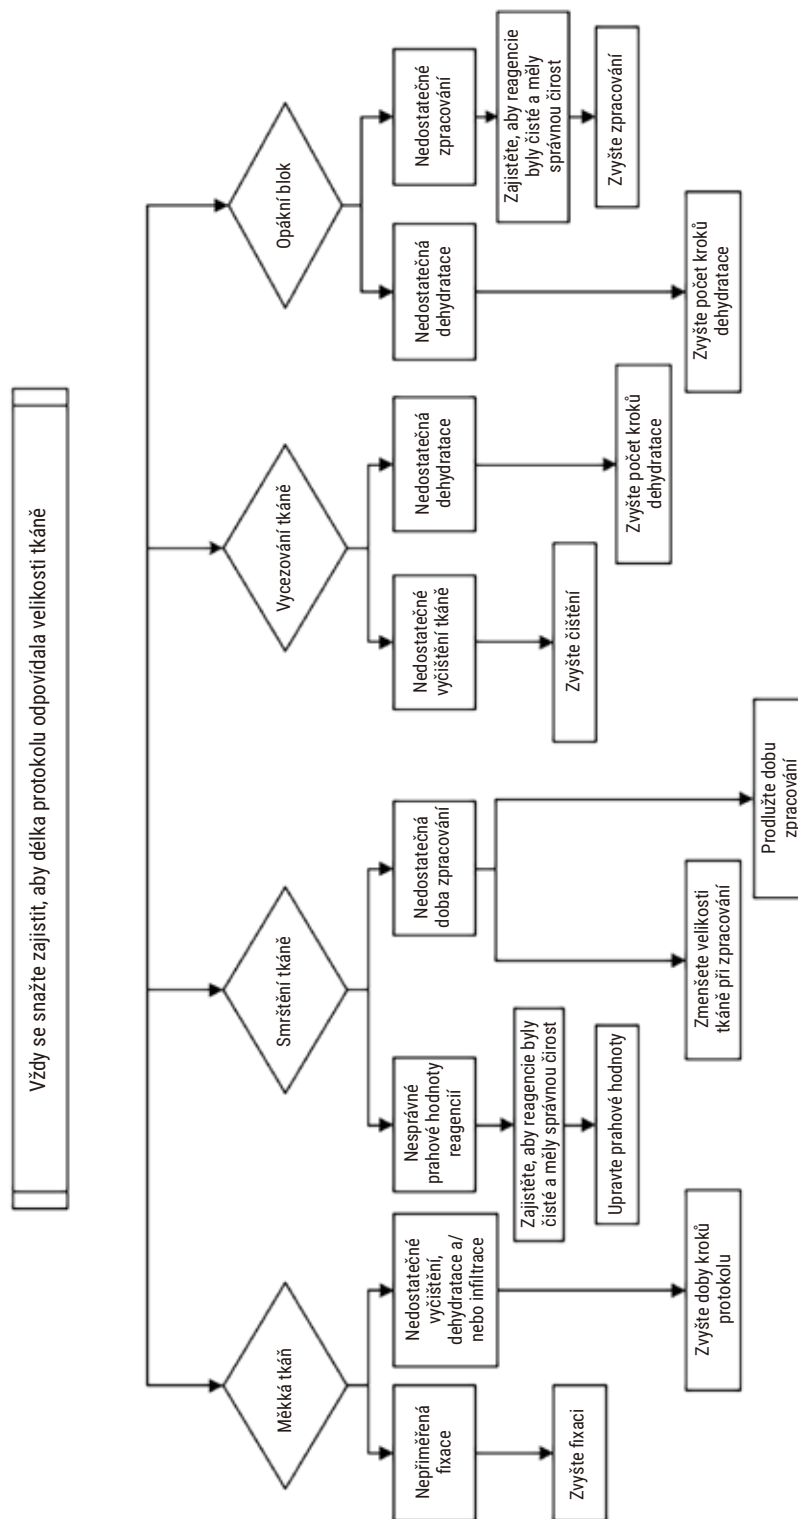 Vždy se snažte zajistit, aby délka protokolu odpovídala velikosti tkáně
Měkká tkáň
Smrštění tkáně
Vycezování tkáně
Opákní blok
Nepřiměřená
fixace
Nedostatečné
vyčištění,
dehydratace a/
nebo infiltrace
Nesprávné
prahové hodnoty
reagencií
Nedostatečná
doba zpracování
Nedostatečné
vyčištění tkáně
Nedostatečná
dehydratace
Nedostatečná
dehydratace
Nedostatečné
zpracování
Zvyšte fixaci
Zvyšte doby kroků
protokolu
Zajistěte, aby reagencie byly
čisté a měly správnou čirost
Upravte prahové hodnoty
Zmenšete velikosti
tkáně při zpracování
Prodlužte dobu
zpracování
Zvyšte čištění
Zvyšte počet kroků
dehydratace
Zvyšte počet kroků
dehydratace
Zajistěte, aby reagencie
byly čisté a měly
správnou čirost
Zvyšte zpracování